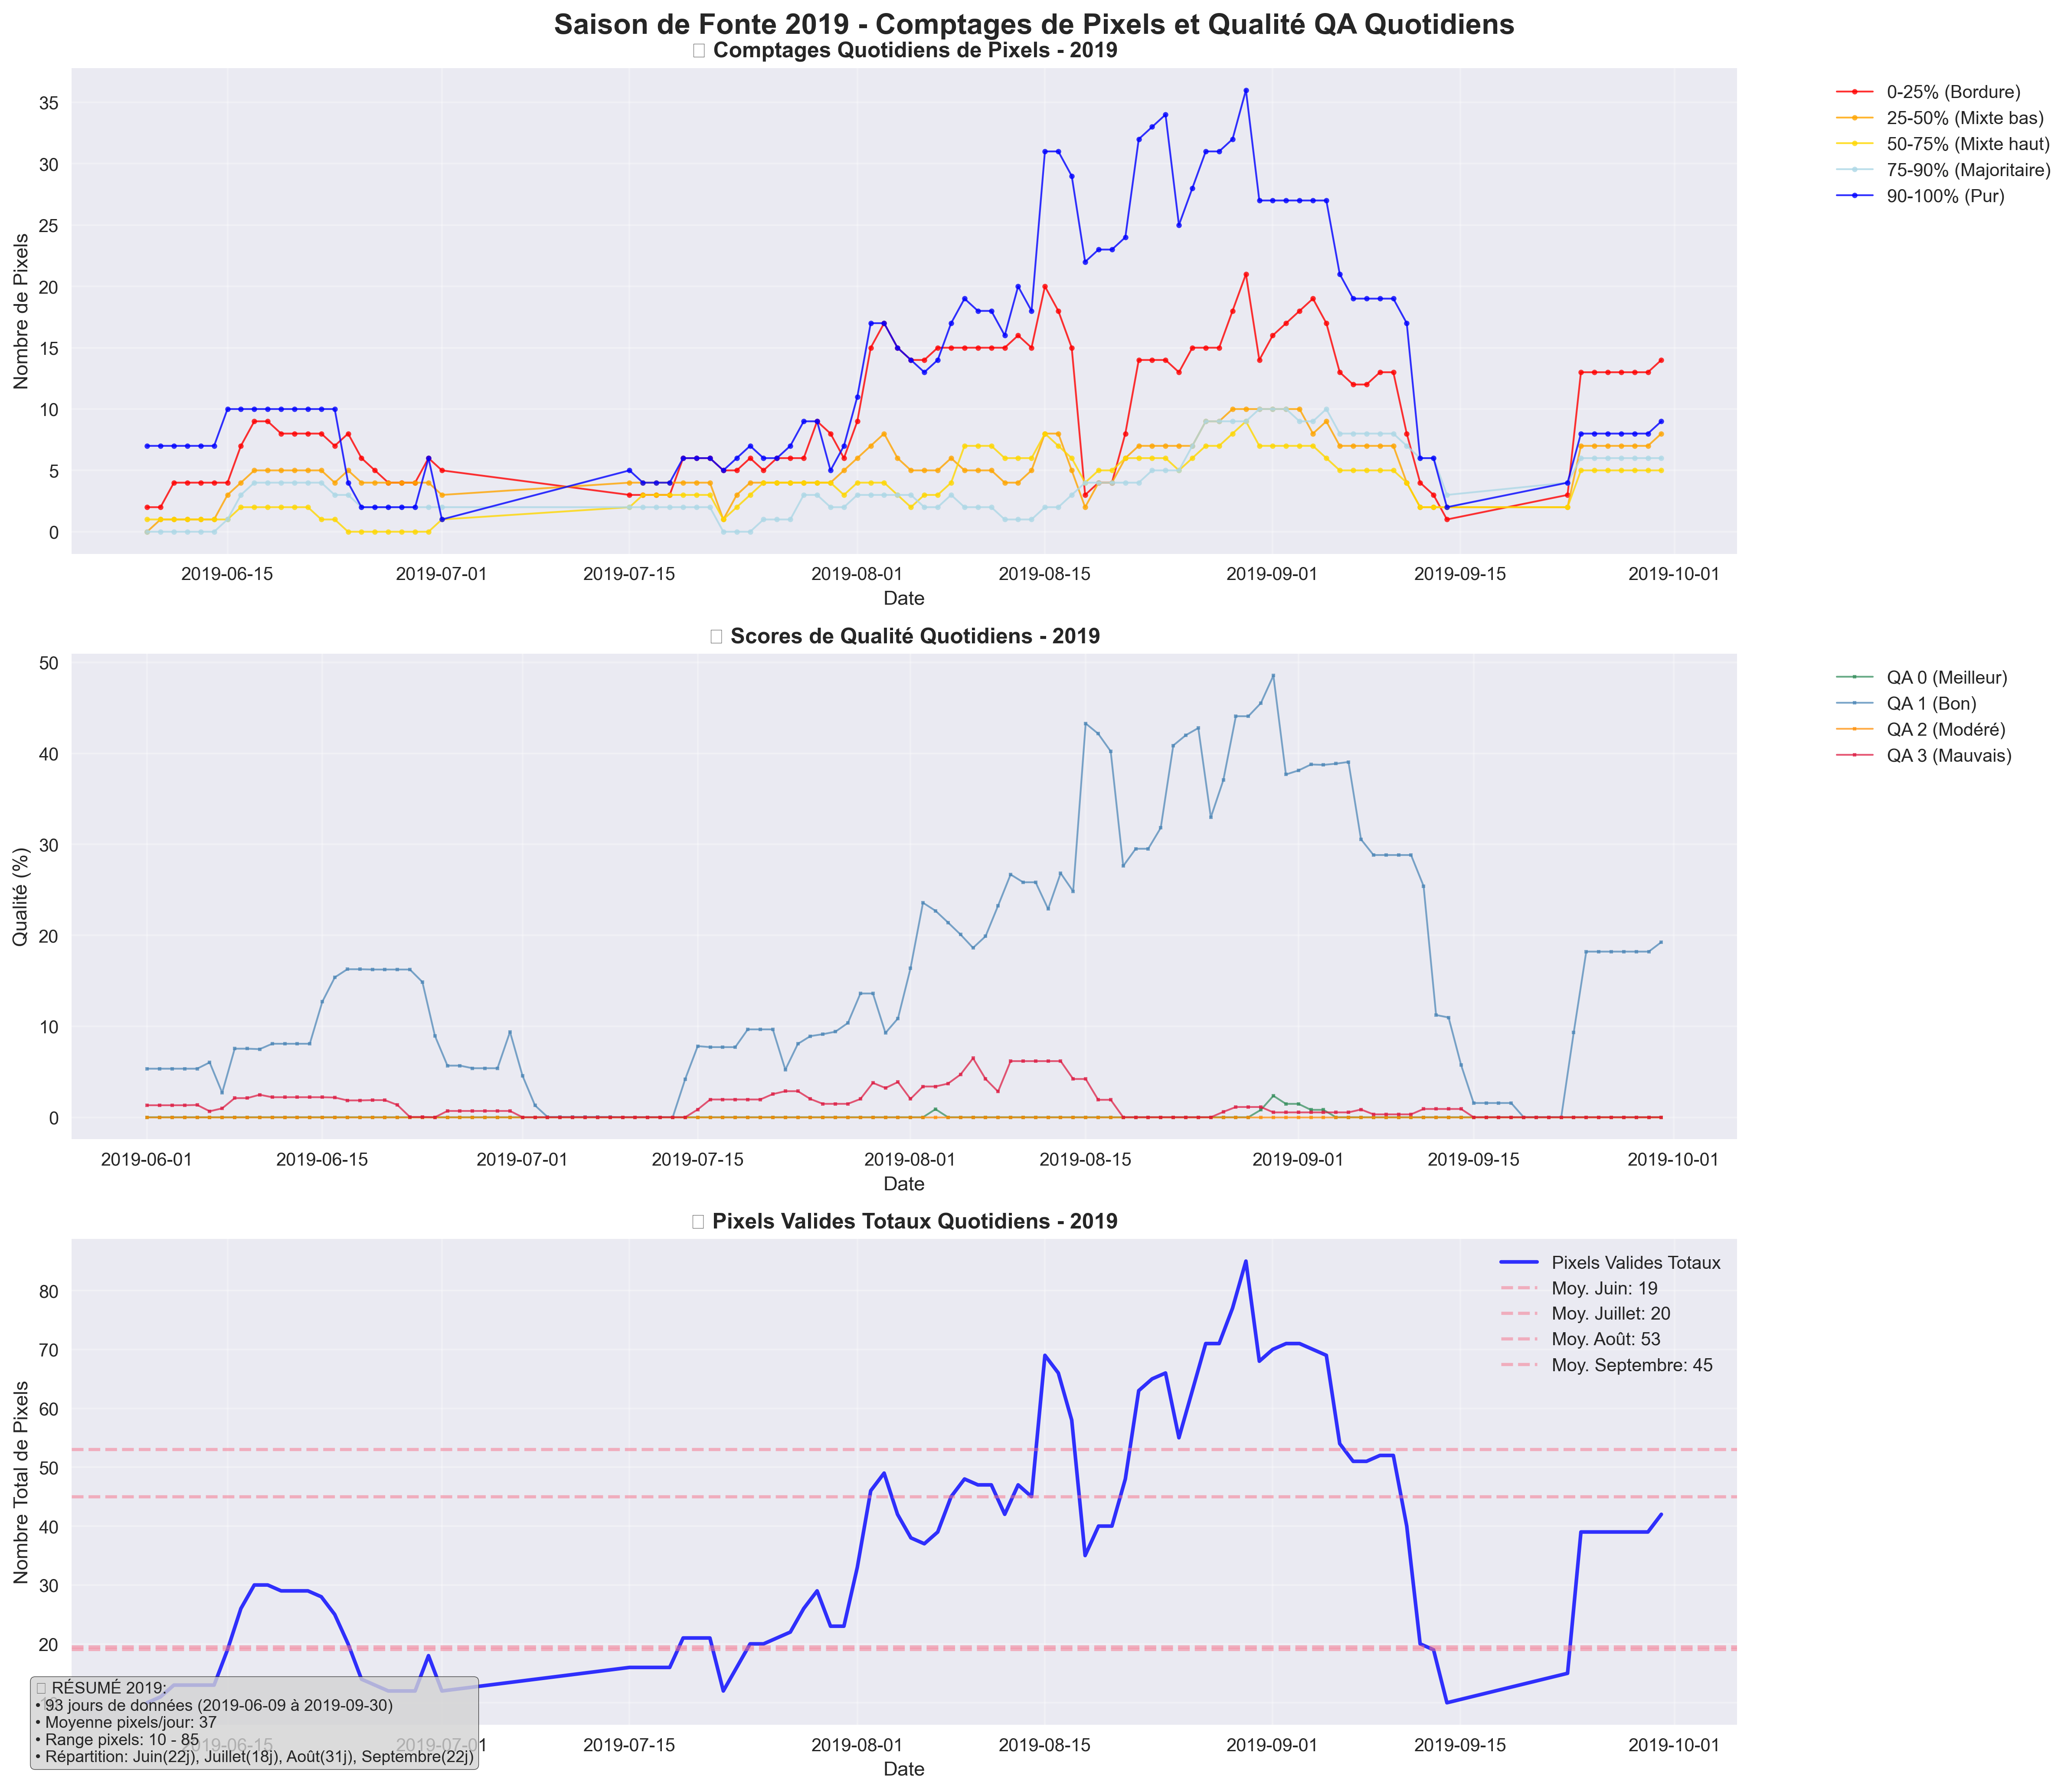 Saison de Fonte 2019 - Comptages de Pixels et Qualité QA Quotidiens
Comptages Quotidiens de Pixels - 2019
Nombre de Pixels
35
30
25
20
15
10
5
0
2019-06-15
2019-07-01
2019-07-15
2019-08-01
2019-08-15
2019-09-01
2019-09-15
2019-10-01
Date
0-25% (Bordure)
25-50% (Mixte bas)
50-75% (Mixte haut)
75-90% (Majoritaire)
90-100% (Pur)
Scores de Qualité Quotidiens - 2019
Qualité (%)
50
40
30
20
10
0
2019-06-01
2019-06-15
2019-07-01
2019-07-15
2019-08-01
2019-08-15
2019-09-01
2019-09-15
2019-10-01
Date
QA 0 (Meilleur)
QA 1 (Bon)
QA 2 (Modéré)
QA 3 (Mauvais)
Pixels Valides Totaux Quotidiens - 2019
Nombre Total de Pixels
80
70
60
50
40
30
20
Pixels Valides Totaux
Moy. Juin: 19
Moy. Juillet: 20
Moy. Août: 53
Moy. Septembre: 45
RÉSUMÉ 2019:
• 93 jours de données (2019-06-09 à 2019-09-30)
• Moyenne pixels/jour: 37
• Range pixels: 10 - 85
• Répartition: Juin(22j), Juillet(18j), Août(31j), Septembre(22j)
2019-06-15
2019-07-01
2019-07-15
2019-08-01
2019-08-15
2019-09-01
2019-09-15
2019-10-01
Date